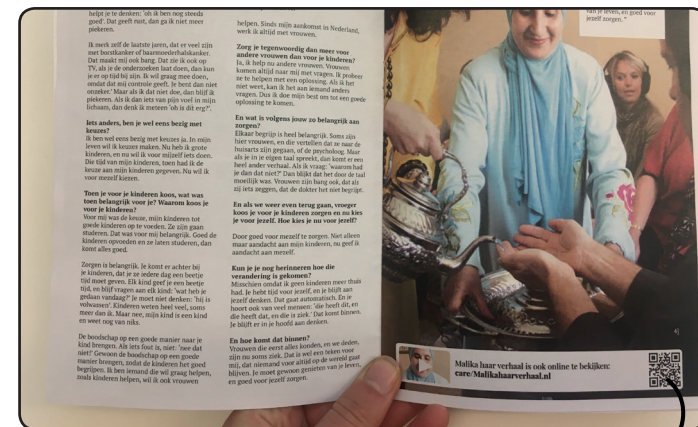 helpt je te denken: 'oh ik ben nog steeds
goed'. Dat geeft rust, dan ga ik niet meer
piekeren.
Ik merk zelf de laatste jaren, dat er veel zijn
met borstkanker of baarmoederhalskanker.
Dat maakt mij ook bang. Dat zie ik ook op
TV, als je de onderzoeken laat doen, dan kun
je er op tijd bij zijn. Ik wil graag mee doen,
omdat dat mij controle geeft. Je bent dan niet
onzeker.' Maar als ik dat niet doe, dan blijf ik
piekeren. Als ik dan iets van pijn voel in mijn
lichaam, dan denk ik meteen 'oh is dit erg?'.
Iets anders, ben je wel eens bezig met
keuzes?
Ik ben wel eens bezig met keuzes ja. In mijn
leven wil ik keuzes maken. Nu heb ik grote
kinderen, en nu wil ik voor mijzelf iets doen.
Die tijd van mijn kinderen, toen had ik de
keuze aan mijn kinderen gegeven. Nu wil ik
voor mezelf kiezen.
Toen je voor je kinderen koos, wat was
toen belangrijk voor je? Waarom koos je
voor je kinderen?
Voor mij was de keuze, mijn kinderen tot
goede kinderen op te voeden. Ze zijn gaan
studeren. Dat was voor mij belangrijk. Goed de
kinderen opvoeden en ze laten studeren, dan
komt alles goed.
Zorgen is belangrijk. Je komt er achter bij
je kinderen, dat je ze iedere dag een beetje
tijd moet geven. Elk kind geef je een beetje
tijd, en blijf vragen aan elk kind: 'wat heb je
gedaan vandaag?' Je moet niet denken: 'hij is
volwassen'. Kinderen weten heel veel, soms
meer dan ik. Maar nee, mijn kind is een kind
en weet nog van niks.
De boodschap op een goede manier naar je
kind brengen. Als iets fout is, niet: 'nee dat
niet!' Gewoon de boodschap op een goede
manier brengen, zodat de kinderen het goed
begrijpen. Ik ben iemand die wil graag helpen,
zoals kinderen helpen, wil ik ook vrouwen
helpen. Sinds mijn aankomst in Nederland,
werk ik altijd met vrouwen.
Zorg je tegenwoordig dan meer voor
andere vrouwen dan voor je kinderen?
Ja, ik help nu andere vrouwen. Vrouwen
komen altijd naar mij met vragen. Ik probeer
ze te helpen met een oplossing. Als ik het
niet weet, kan ik het aan iemand anders
vragen. Dus ik doe mijn best om tot een goede
oplossing te komen.
En wat is volgens jouw zo belangrijk aan
zorgen?
Elkaar begrijp is heel belangrijk. Soms zijn
hier vrouwen, en die vertellen dat ze naar de
huisarts zijn gegaan, of de psycholoog. Maar
als je in je eigen taal spreekt, dan komt er een
heel ander verhaal. Als ik vraag: 'waarom had
je dan dat niet?' Dan blijkt dat het door de taal
moeilijk was. Vrouwen zijn bang ook, dat als
zij iets zeggen, dat de dokter het niet begrijpt.
En als we weer even terug gaan, vroeger
koos je voor je kinderen zorgen en nu kies
je voor jezelf. Hoe kies je nu voor jezelf?
Door goed voor mezelf te zorgen. Niet alleen
maar aandacht aan mijn kinderen, nu geef ik
aandacht aan mezelf.
Kun je je nog herinneren hoe die
verandering is gekomen?
Misschien omdat ik geen kinderen meer thuis
had. Je hebt tijd voor jezelf, en je blijft aan
jezelf denken. Dat gaat automatisch. En je
hoort ook van veel mensen: 'die heeft dit, en
die heeft dat, en die is ziek.' Dat komt binnen.
Je blijft er in je hoofd aan denken.
En hoe komt dat binnen?
Vrouwen die eerst alles konden, en we deden,
zijn nu soms ziek. Dat is wel een teken voor
mij, dat niemand voor altijd op de wereld gaat
blijven. Je moet gewoon genieten van je leven,
en goed voor jezelf zorgen.
van je leven, en goed voor
jezelf zorgen."
Malika haar verhaal is ook online te bekijken:
care/Malikahaarverhaal.nl